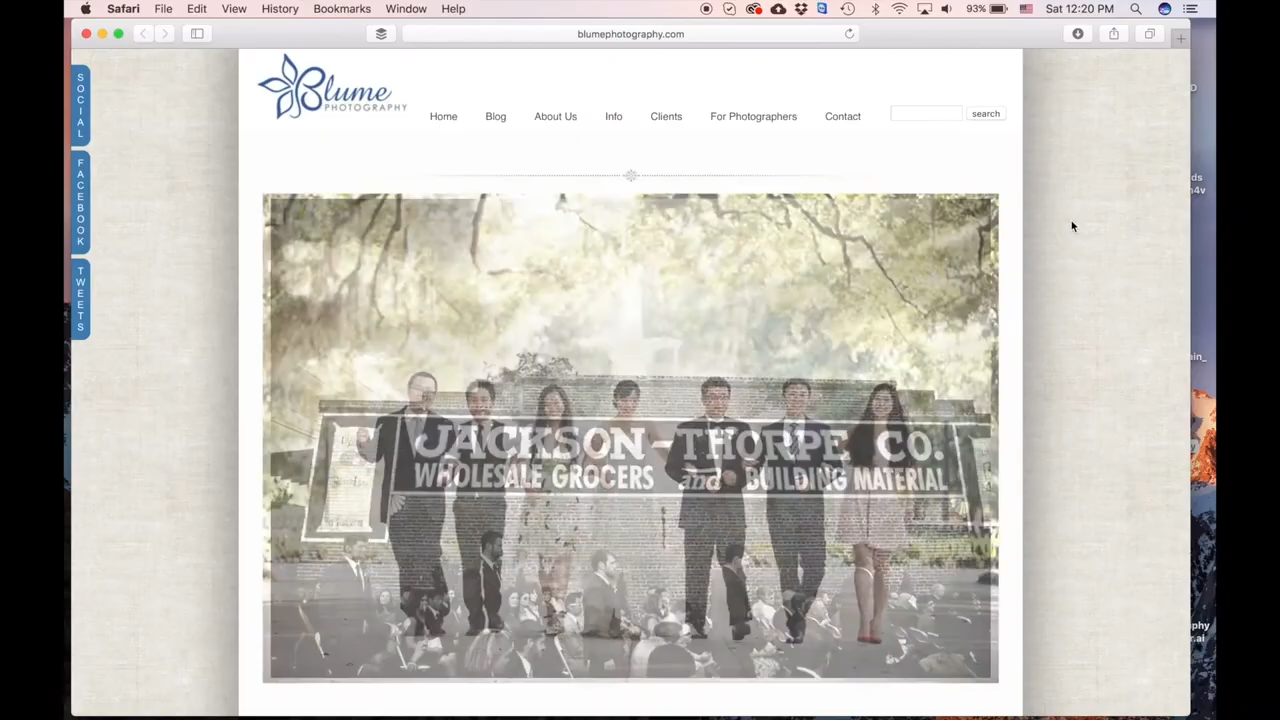 Safari File Edit View History Bookmarks Window Help 93% Sat 12:20 PM
blumephotography.com
Blume
PHOTOGRAPHY
Home Blog About Us Info Clients For Photographers Contact search
SOCIAL
FACEBOOK
TWEETS
JACKSON-THORPE CO.
WHOLESALE GROCERS and BUILDING MATERIAL